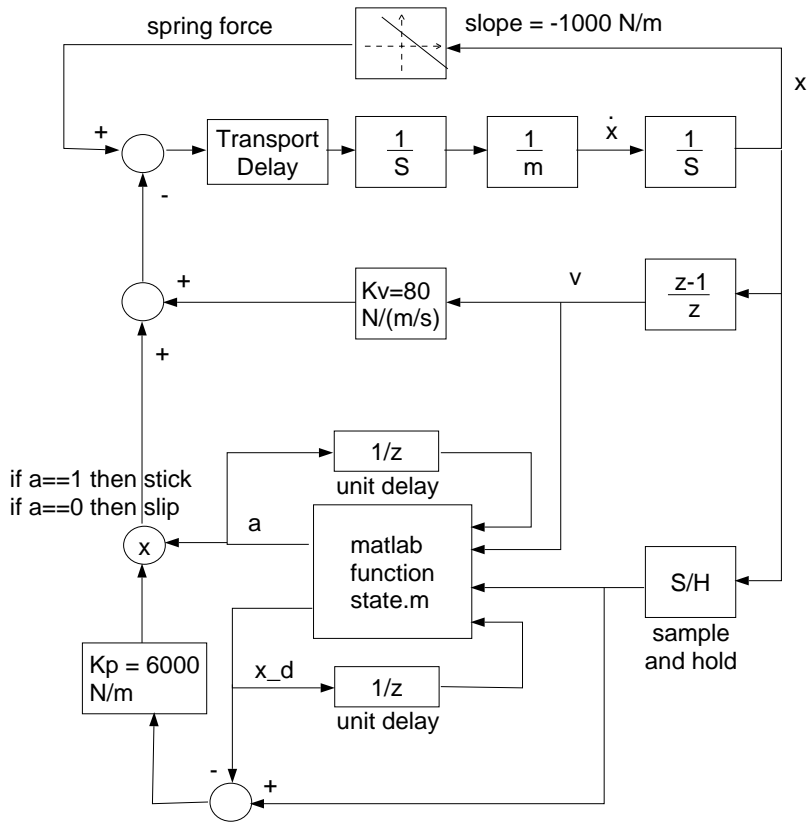 spring force
slope = -1000 N/m
x
+
Transport
Delay
1
S
1
m
ẋ
1
S
-
+
Kv=80
N/(m/s)
v
z-1
z
+
if a==1 then stick
if a==0 then slip
1/z
unit delay
a
x
matlab
function
state.m
S/H
sample
and hold
Kp = 6000
N/m
x_d
1/z
unit delay
-
+